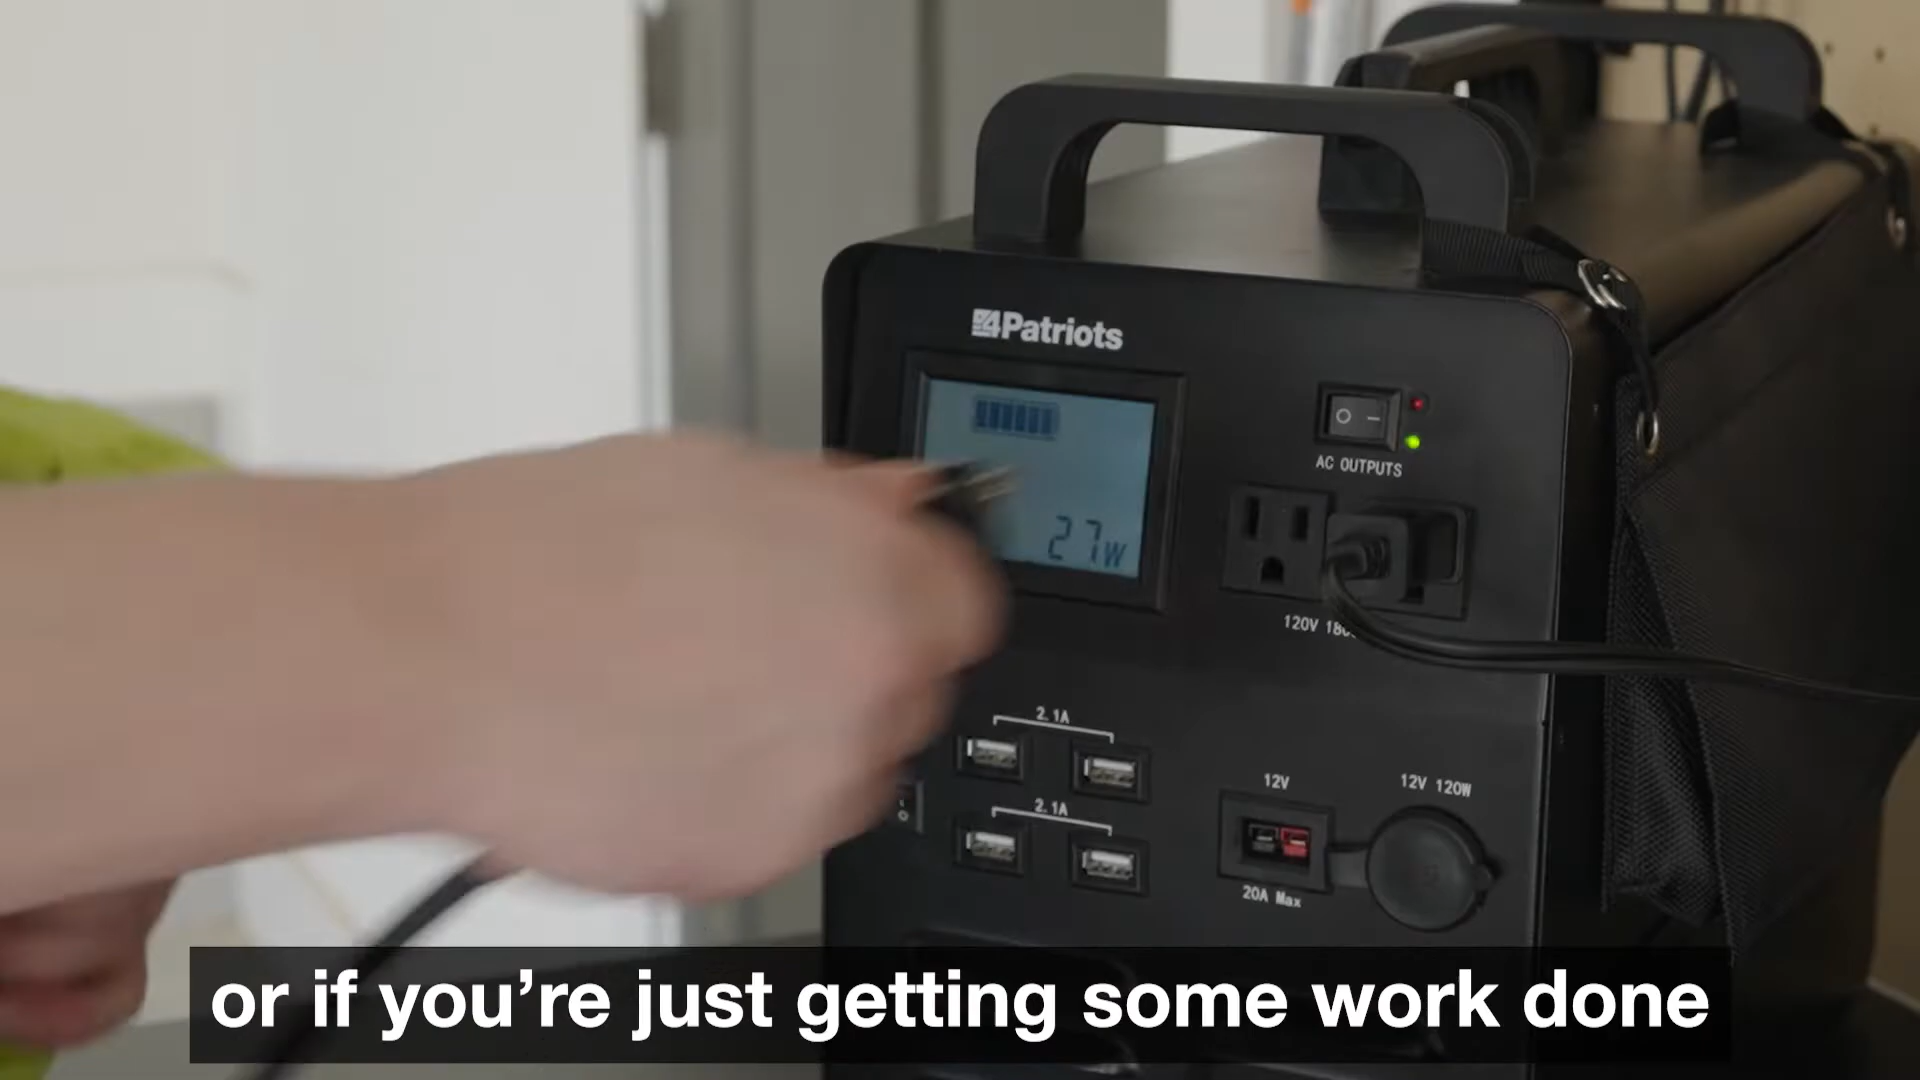 4Patriots
27W
AC OUTPUTS
120V
2.1A
2.1A
12V
12V 120W
20A Max
or if you're just getting some work done